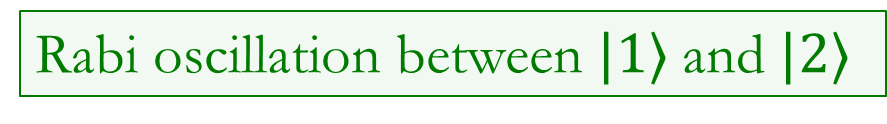 Rabi oscillation between |1⟩ and |2⟩